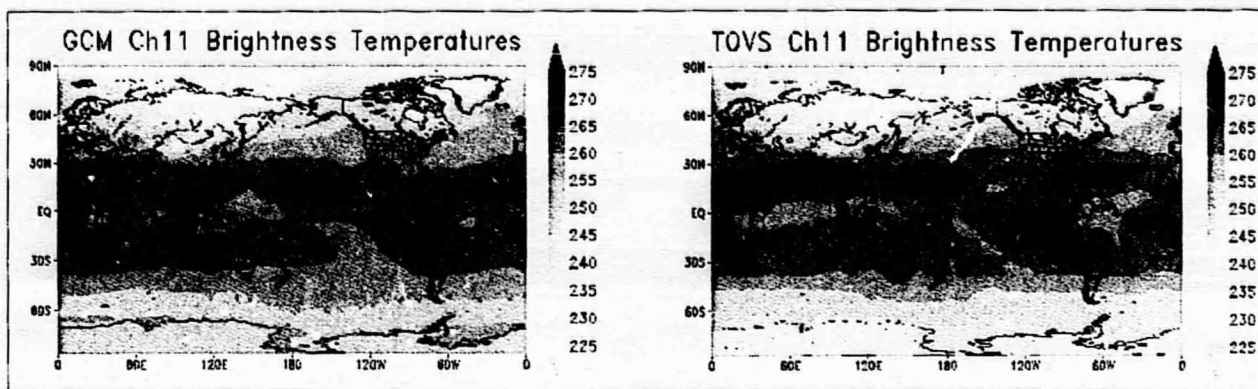 GCM Ch11 Brightness Temperatures
90N
60N
30N
EQ
30S
60S
0
60E
120E
180
120W
60W
0
275
270
265
260
255
250
245
240
235
230
225
TOVS Ch11 Brightness Temperatures
90N
60N
30N
EQ
30S
60S
0
60E
120E
180
120W
60W
0
275
270
265
260
255
250
245
240
235
230
225